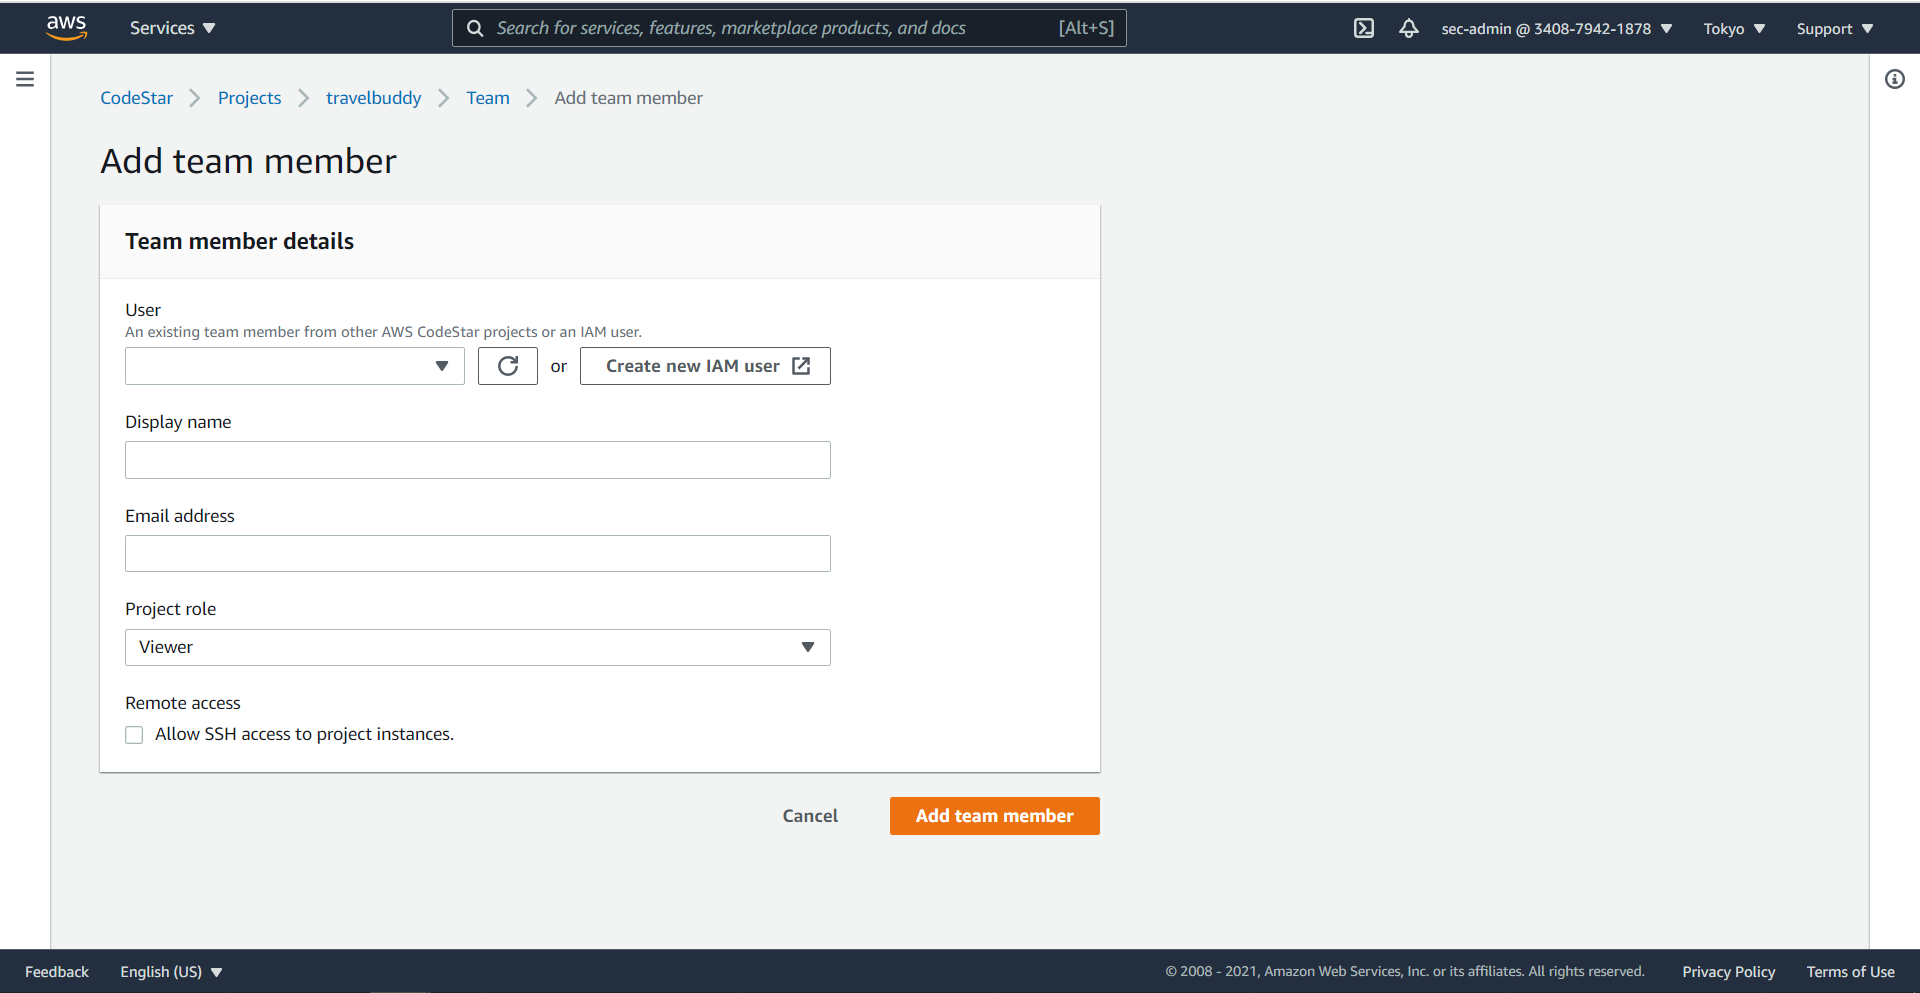 aws Services Search for services, features, marketplace products, and docs [Alt+S] sec-admin @ 3408-7942-1878 Tokyo Support
CodeStar Projects travelbuddy Team Add team member
Add team member
Team member details
User
An existing team member from other AWS CodeStar projects or an IAM user.
or Create new IAM user
Display name
Email address
Project role
Viewer
Remote access
Allow SSH access to project instances.
Cancel Add team member
Feedback English (US) © 2008 - 2021, Amazon Web Services, Inc. or its affiliates. All rights reserved. Privacy Policy Terms of Use